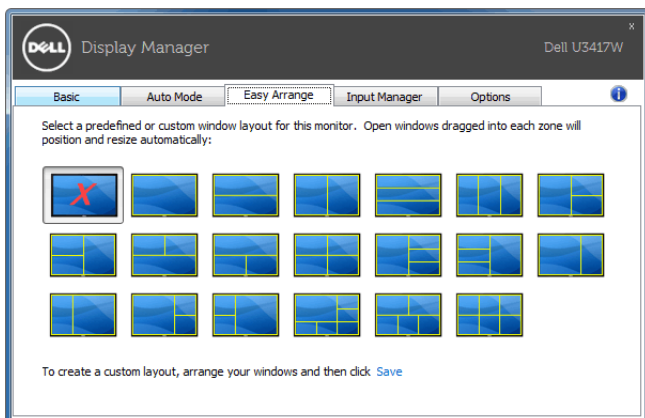 x
DELL Display Manager Dell U3417W
Basic Auto Mode Easy Arrange Input Manager Options i
Select a predefined or custom window layout for this monitor. Open windows dragged into each zone will
position and resize automatically:
To create a custom layout, arrange your windows and then click Save